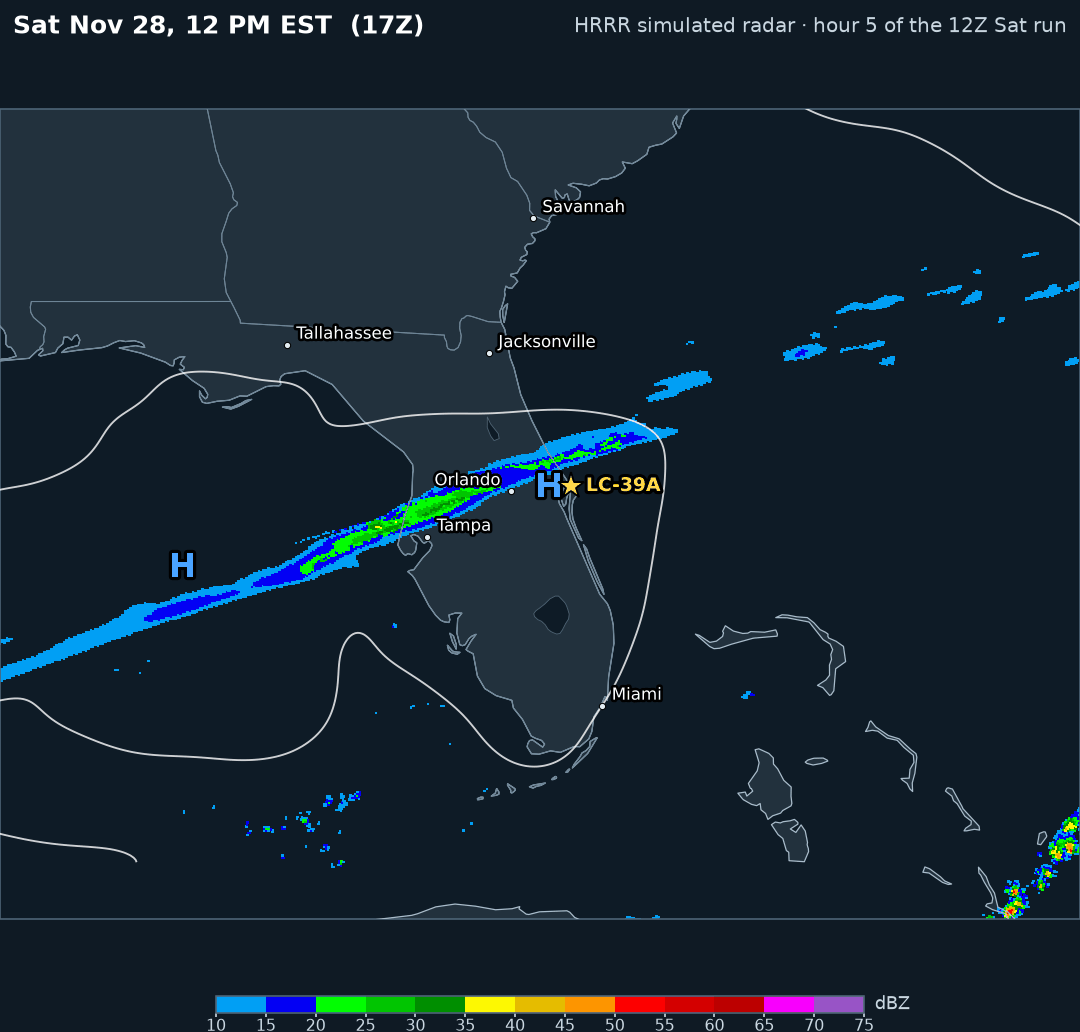 Sat Nov 28, 12 PM EST (17Z)
HRRR simulated radar · hour 5 of the 12Z Sat run
Savannah
Tallahassee
Jacksonville
Orlando
H
LC-39A
Tampa
H
Miami
dBZ
10 15 20 25 30 35 40 45 50 55 60 65 70 75